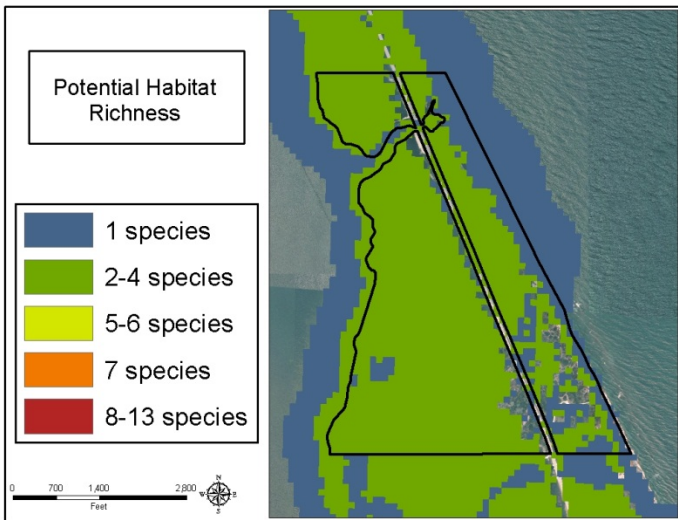 Potential Habitat
Richness
1 species
2-4 species
5-6 species
7 species
8-13 species
0 700 1,400 2,800
Feet
N
W E
S